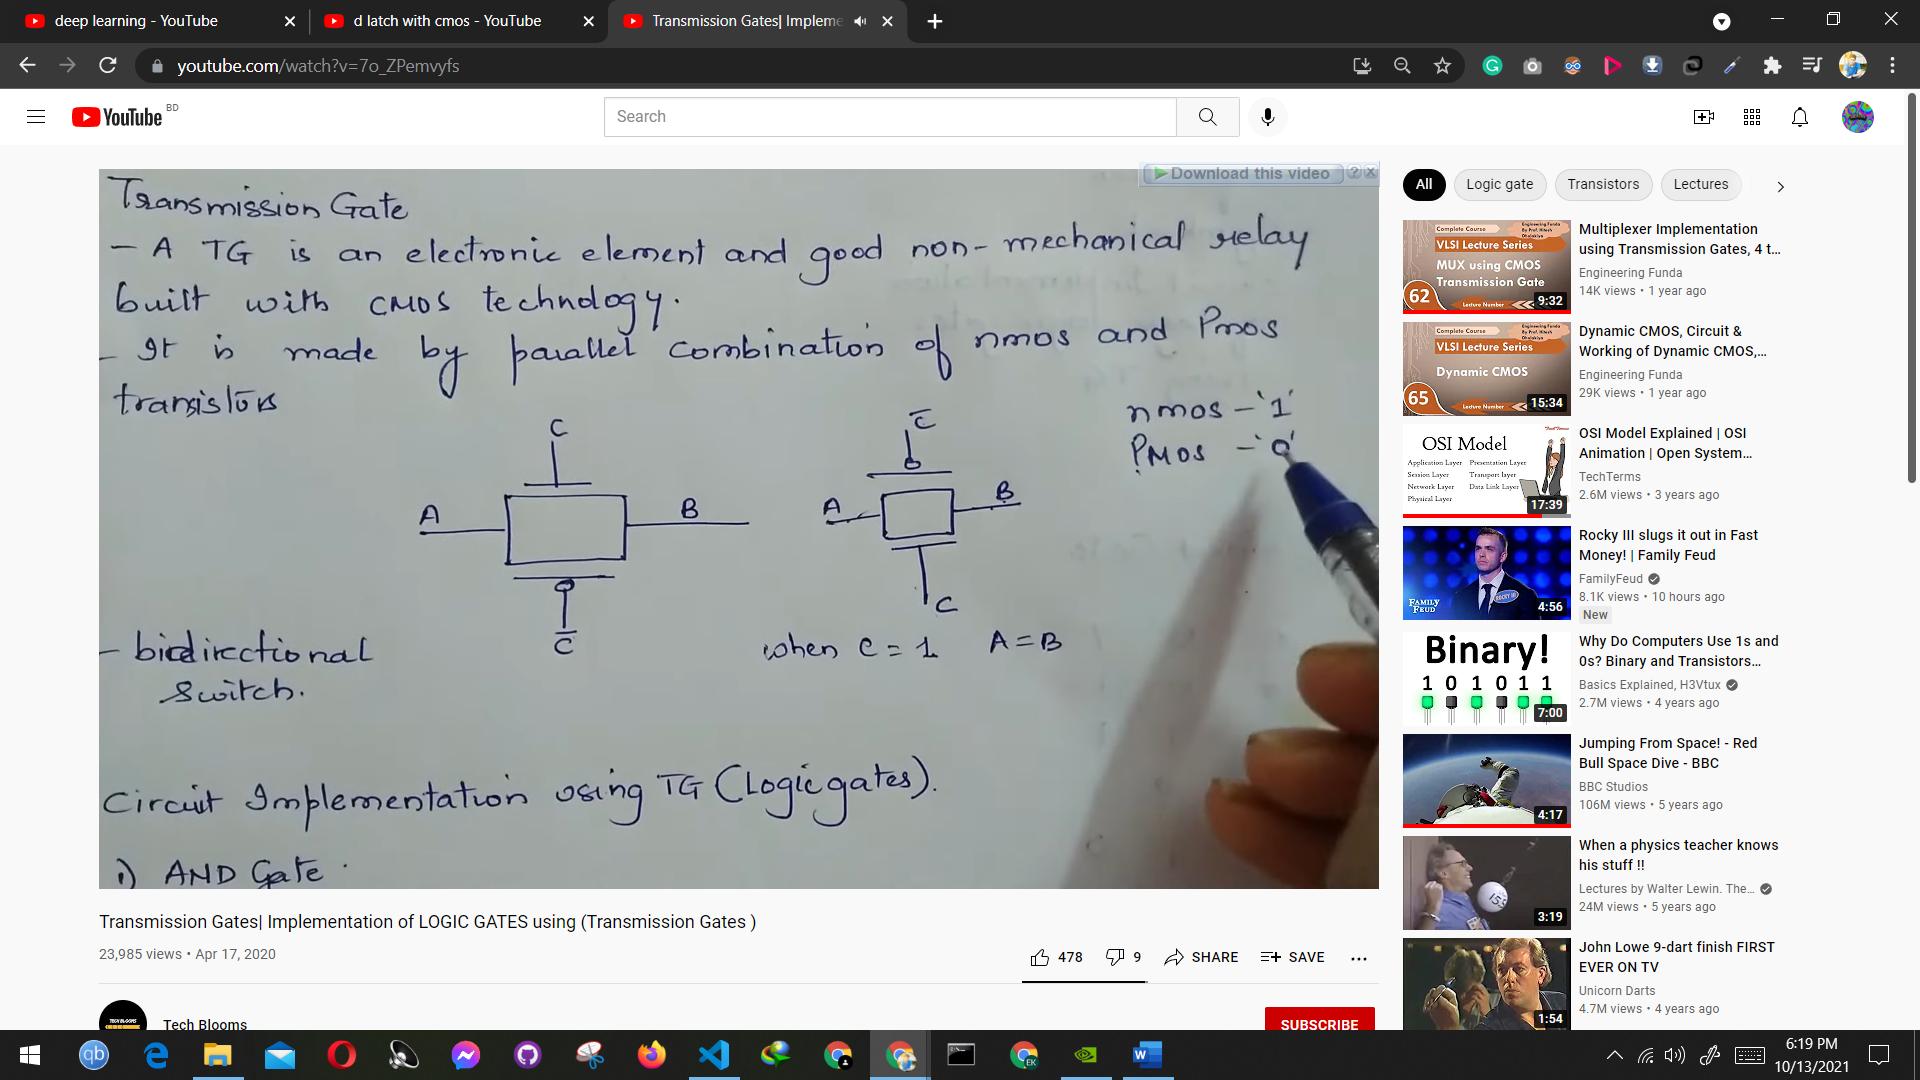 deep learning - YouTube
d latch with cmos - YouTube
Transmission Gates| Impleme
youtube.com/watch?v=7o_ZPemvyfs
YouTube BD
Search
Download this video
Transmission Gate
- A TG is an electronic element and good non-mechanical relay
built with CMOS technology.
- It is made by parallel combination of nmos and Pmos
transistors
nmos - '1'
PMOS - '0'
C
C̅
A B
A B
C̅
C
- bidirectional
switch.
when C = 1 A = B
Circuit Implementation using TG (Logic gates).
i) AND Gate
Transmission Gates| Implementation of LOGIC GATES using (Transmission Gates )
23,985 views • Apr 17, 2020
478
9
SHARE
SAVE
Tech Blooms
SUBSCRIBE
All
Logic gate
Transistors
Lectures
Complete Course
VLSI Lecture Series
MUX using CMOS
Transmission Gate
62
Lecture Number
9:32
Multiplexer Implementation
using Transmission Gates, 4 t...
Engineering Funda
14K views • 1 year ago
Complete Course
VLSI Lecture Series
Dynamic CMOS
65
Lecture Number
15:34
Dynamic CMOS, Circuit &
Working of Dynamic CMOS,...
Engineering Funda
29K views • 1 year ago
OSI Model
Application Layer Presentation Layer
Session Layer Transport layer
Network Layer Data Link Layer
Physical Layer
17:39
OSI Model Explained | OSI
Animation | Open System...
TechTerms
2.6M views • 3 years ago
FAMILY
FEUD
4:56
Rocky III slugs it out in Fast
Money! | Family Feud
FamilyFeud
8.1K views • 10 hours ago
New
Binary!
1 0 1 0 1 1
7:00
Why Do Computers Use 1s and
0s? Binary and Transistors...
Basics Explained, H3Vtux
2.7M views • 4 years ago
4:17
Jumping From Space! - Red
Bull Space Dive - BBC
BBC Studios
106M views • 5 years ago
3:19
When a physics teacher knows
his stuff !!
Lectures by Walter Lewin. The...
24M views • 5 years ago
1:54
John Lowe 9-dart finish FIRST
EVER ON TV
Unicorn Darts
4.7M views • 4 years ago
6:19 PM
10/13/2021